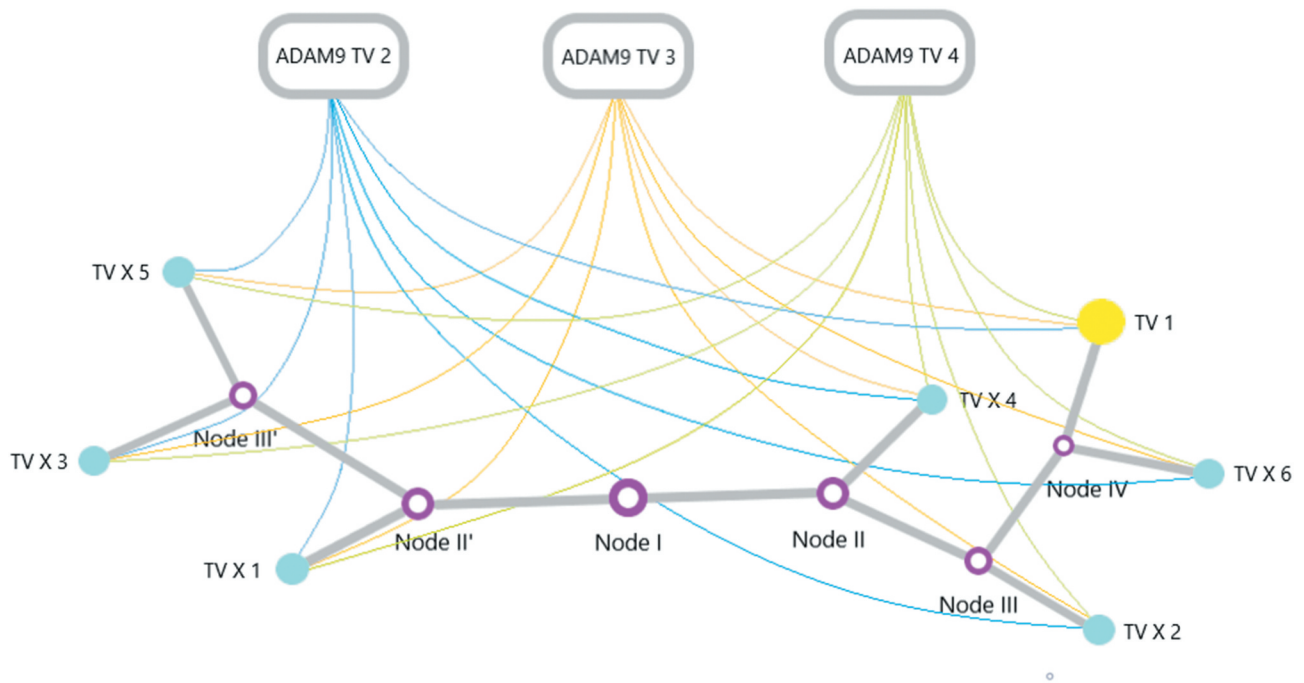 ADAM9 TV 2
ADAM9 TV 3
ADAM9 TV 4
TV X 5
TV 1
TV X 4
Node III'
TV X 3
TV X 6
Node IV
Node II'
Node I
Node II
TV X 1
Node III
TV X 2